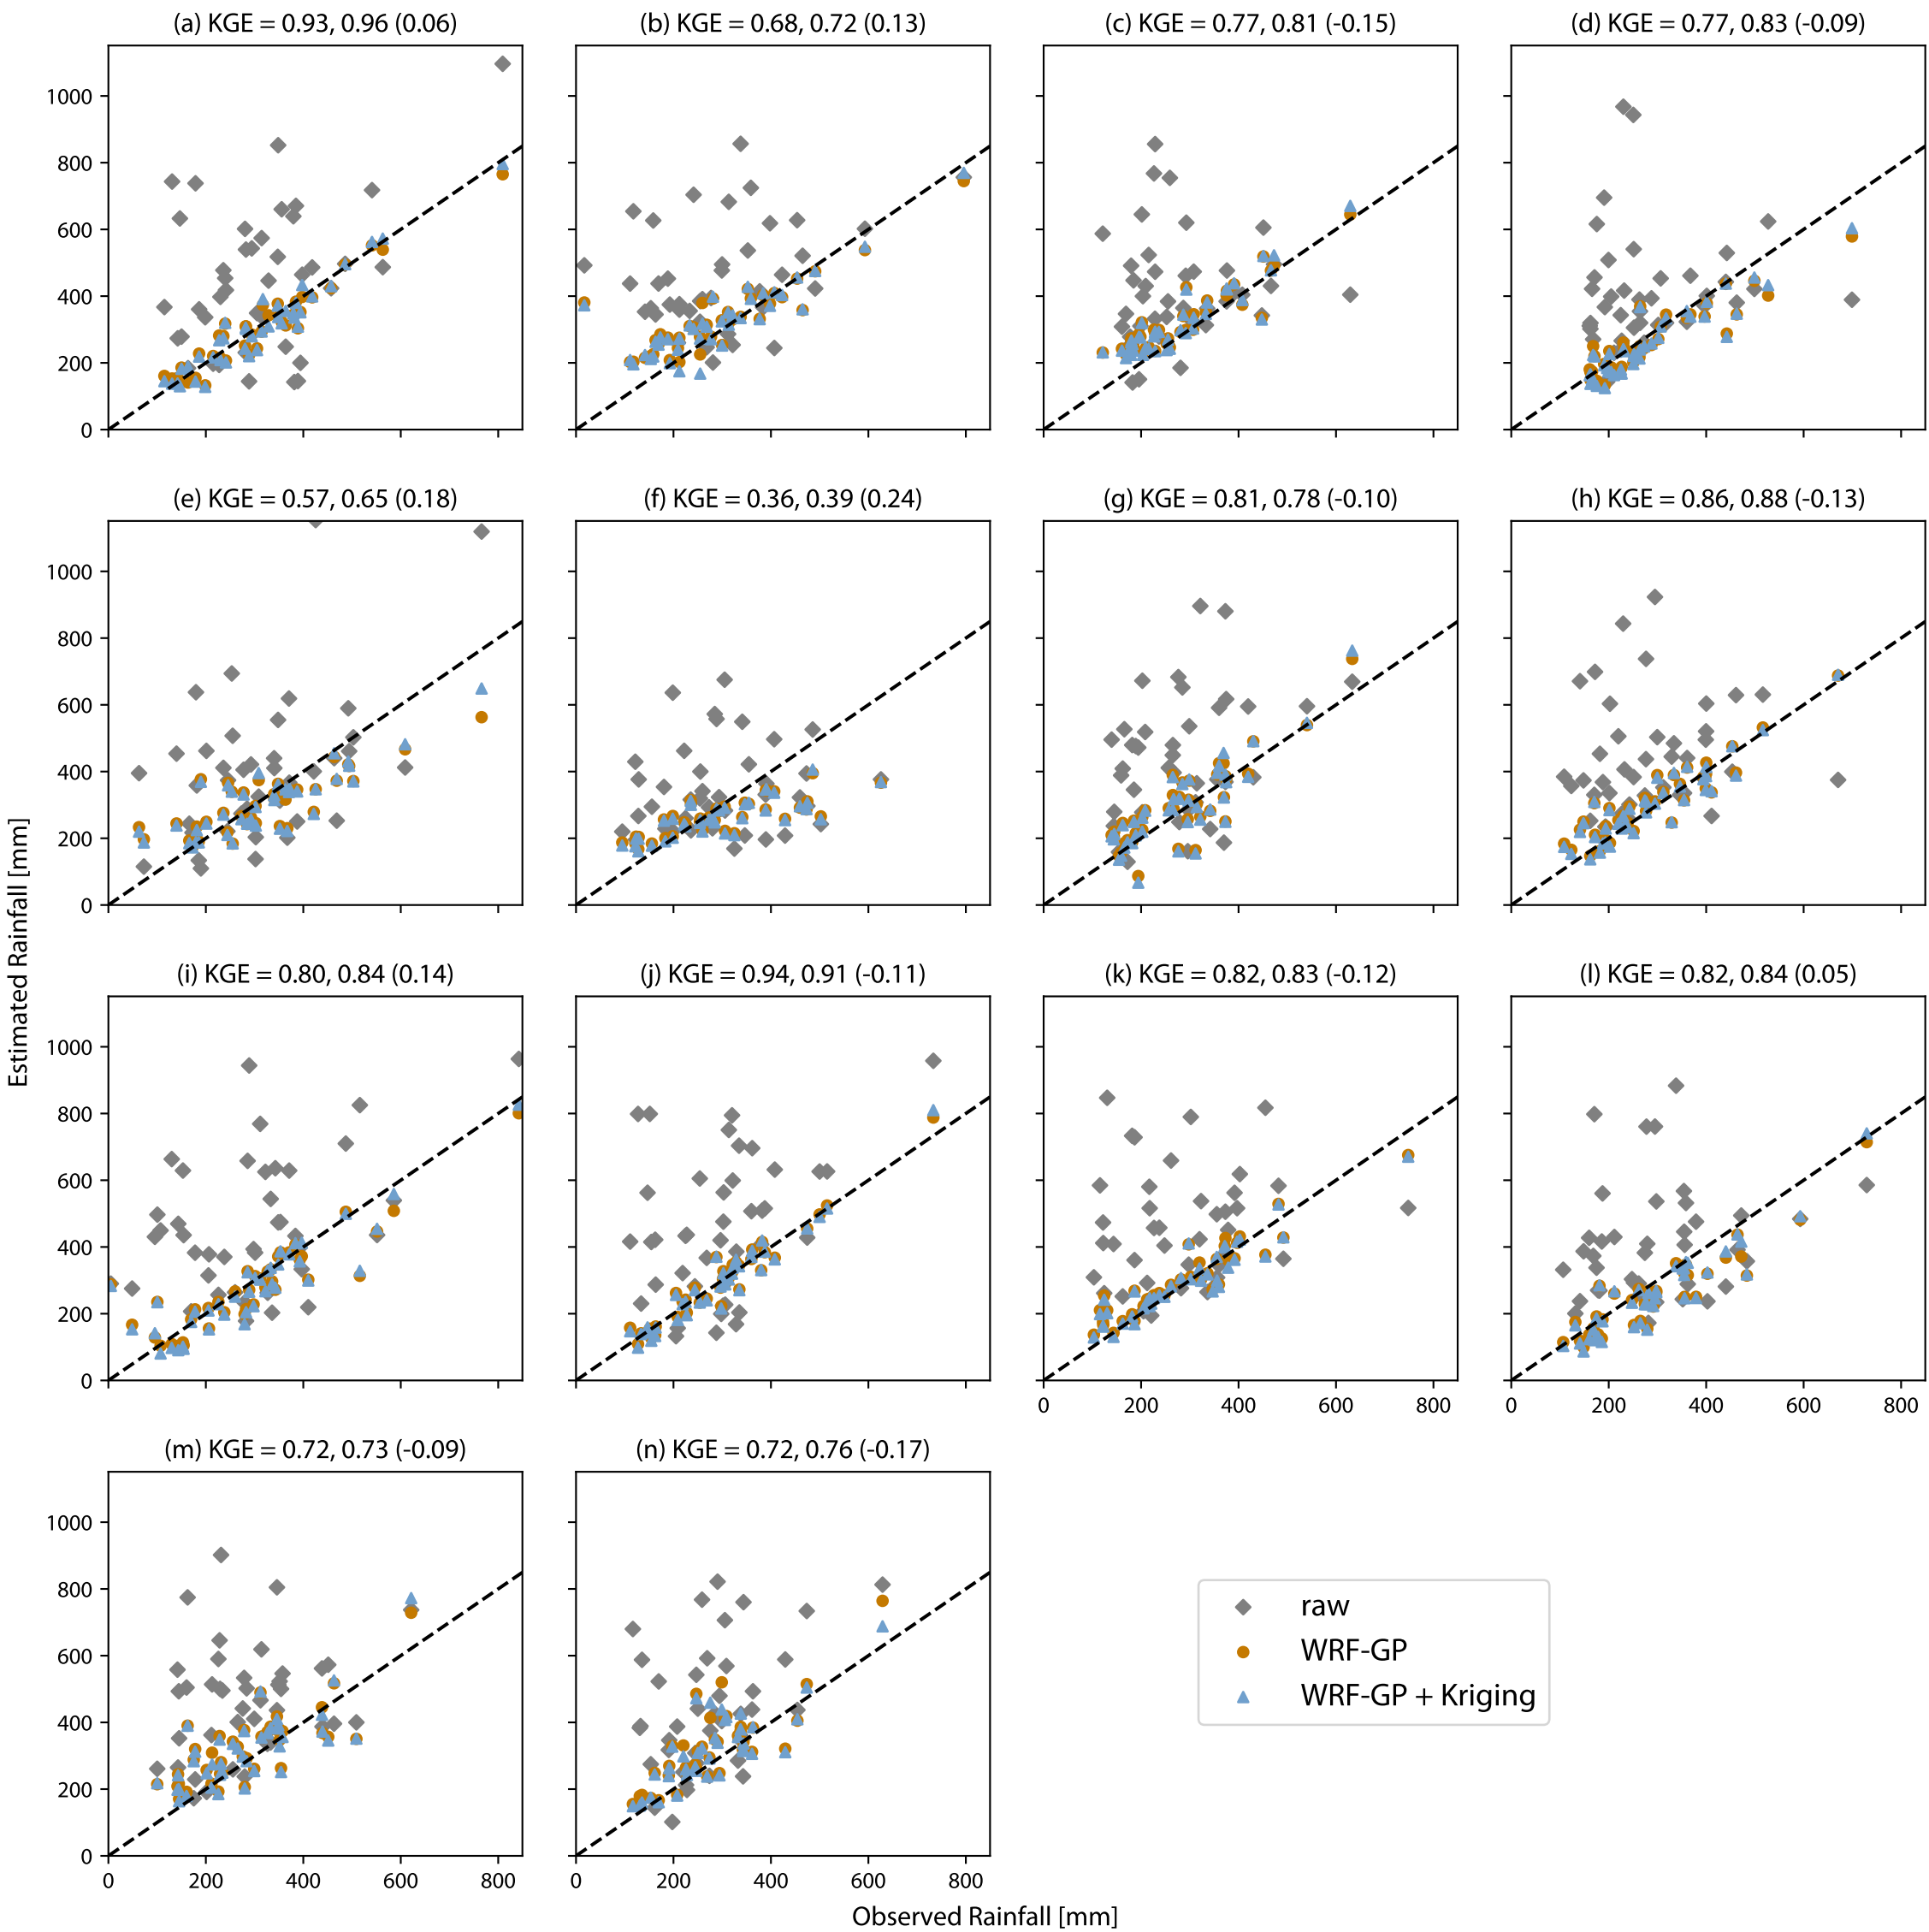 (a) KGE = 0.93, 0.96 (0.06)
(b) KGE = 0.68, 0.72 (0.13)
(c) KGE = 0.77, 0.81 (-0.15)
(d) KGE = 0.77, 0.83 (-0.09)
1000
800
600
400
200
0
(e) KGE = 0.57, 0.65 (0.18)
(f) KGE = 0.36, 0.39 (0.24)
(g) KGE = 0.81, 0.78 (-0.10)
(h) KGE = 0.86, 0.88 (-0.13)
1000
800
600
400
200
0
Estimated Rainfall [mm]
(i) KGE = 0.80, 0.84 (0.14)
(j) KGE = 0.94, 0.91 (-0.11)
(k) KGE = 0.82, 0.83 (-0.12)
(l) KGE = 0.82, 0.84 (0.05)
1000
800
600
400
200
0
0 200 400 600 800
0 200 400 600 800
(m) KGE = 0.72, 0.73 (-0.09)
(n) KGE = 0.72, 0.76 (-0.17)
1000
800
600
400
200
0
0 200 400 600 800
0 200 400 600 800
raw
WRF-GP
WRF-GP + Kriging
Observed Rainfall [mm]